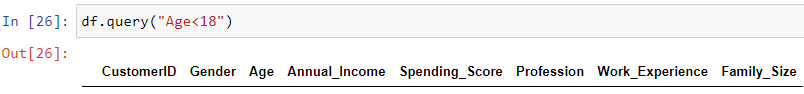 In [26]: df.query("Age<18")
Out[26]:
CustomerID Gender Age Annual_Income Spending_Score Profession Work_Experience Family_Size